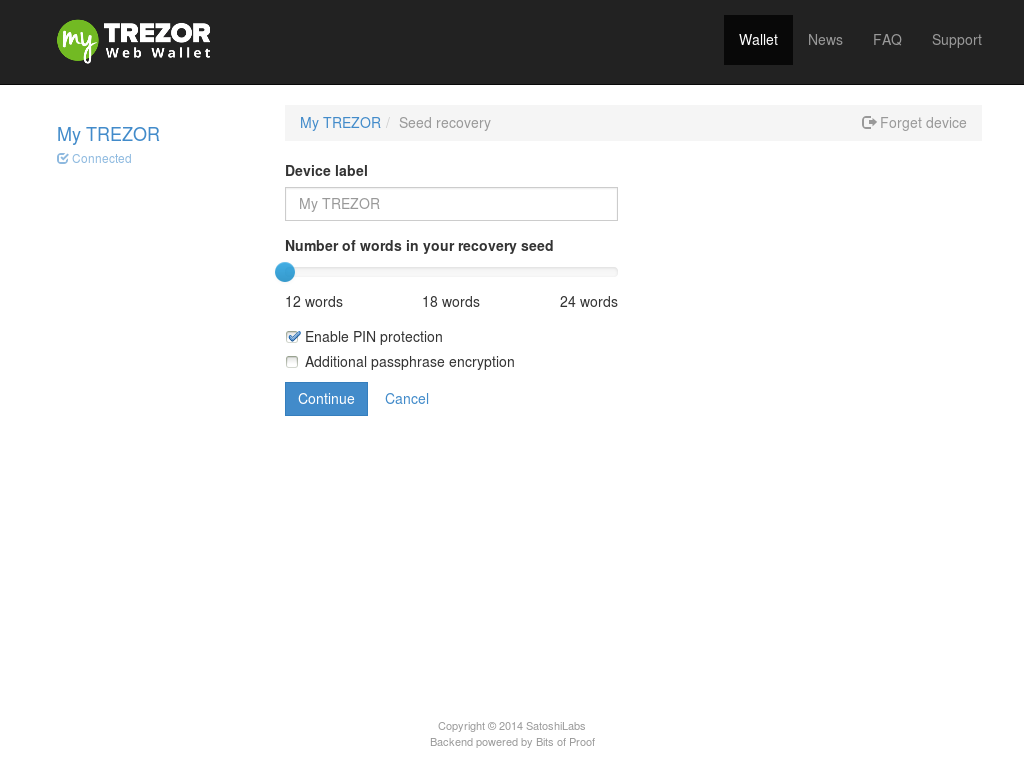 my TREZOR
Web Wallet
Wallet News FAQ Support
My TREZOR
Connected
My TREZOR / Seed recovery Forget device
Device label
My TREZOR
Number of words in your recovery seed
12 words 18 words 24 words
Enable PIN protection
Additional passphrase encryption
Continue Cancel
Copyright © 2014 SatoshiLabs
Backend powered by Bits of Proof